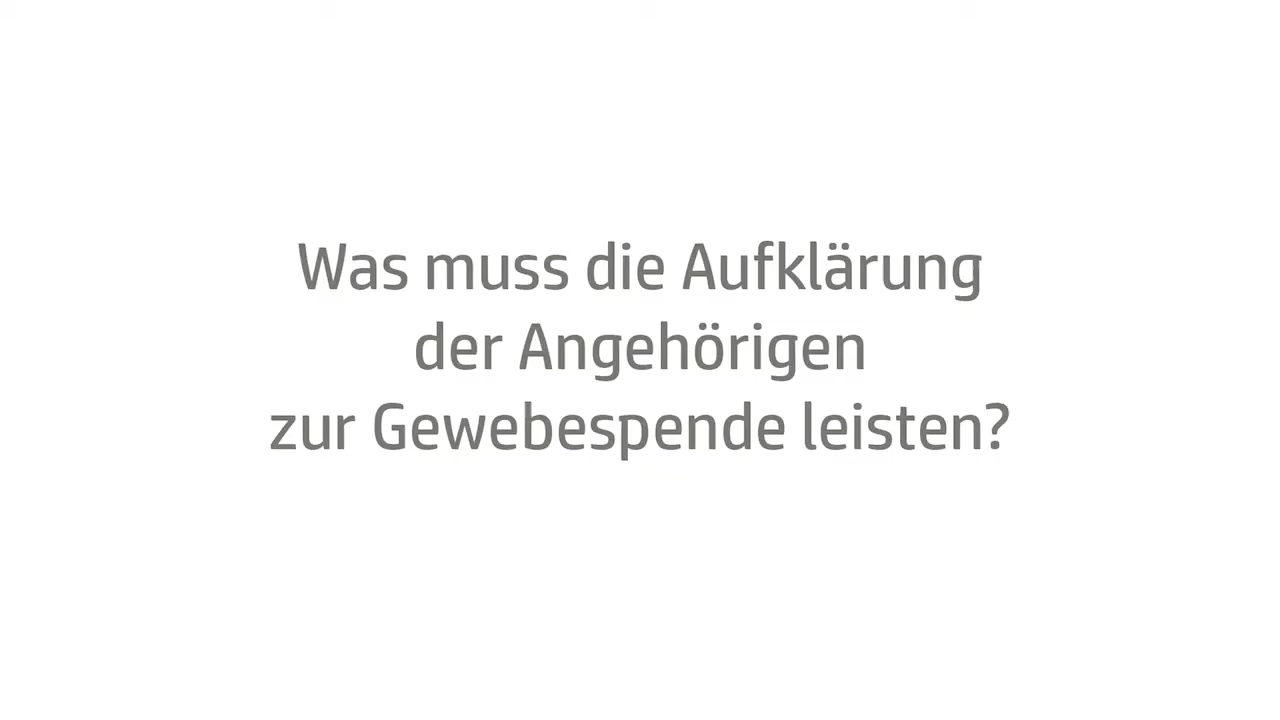 Was muss die Aufklärung
der Angehörigen
zur Gewebespende leisten?